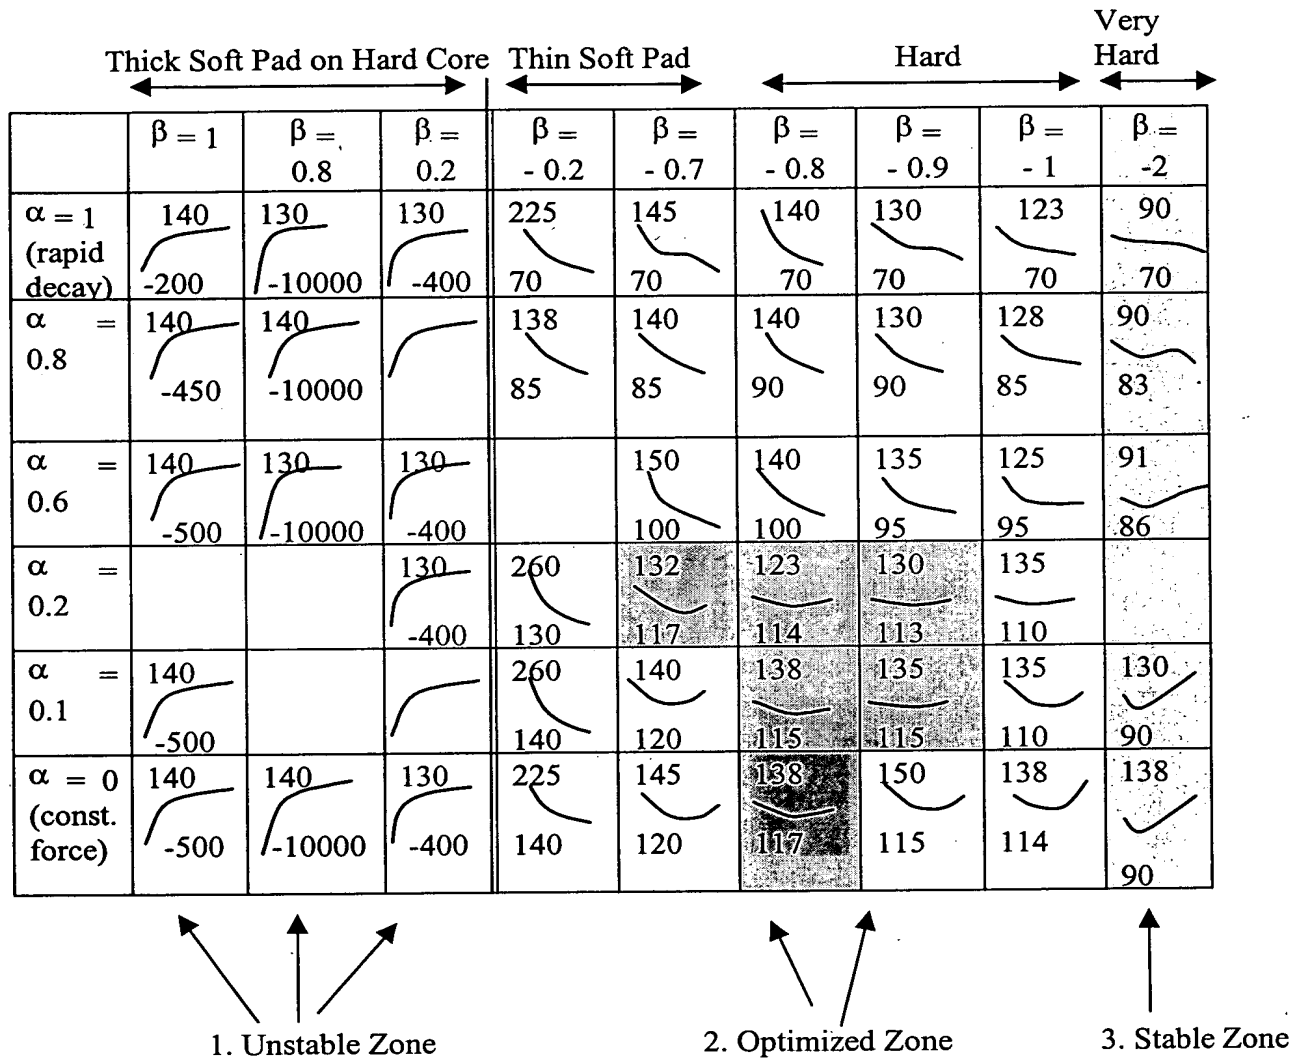 Very
Thick Soft Pad on Hard Core Thin Soft Pad Hard Hard
β = 1 β = β = β = β = β = β = β = β =
0.8 0.2 - 0.2 - 0.7 - 0.8 - 0.9 - 1 -2
α = 1 140 130 130 225 145 140 130 123 90
(rapid
decay) -200 -10000 -400 70 70 70 70 70 70
α = 140 140 138 140 140 130 128 90
0.8 -450 -10000 85 85 90 90 85 83
α = 140 130 130 150 140 135 125 91
0.6 -500 -10000 -400 100 100 95 95 86
α = 130 260 132 123 130 135
0.2 -400 130 117 114 113 110
α = 140 260 140 138 135 135 130
0.1 -500 140 120 115 115 110 90
α = 0 140 140 130 225 145 138 150 138 138
(const.
force) -500 -10000 -400 140 120 117 115 114
90
1. Unstable Zone 2. Optimized Zone 3. Stable Zone